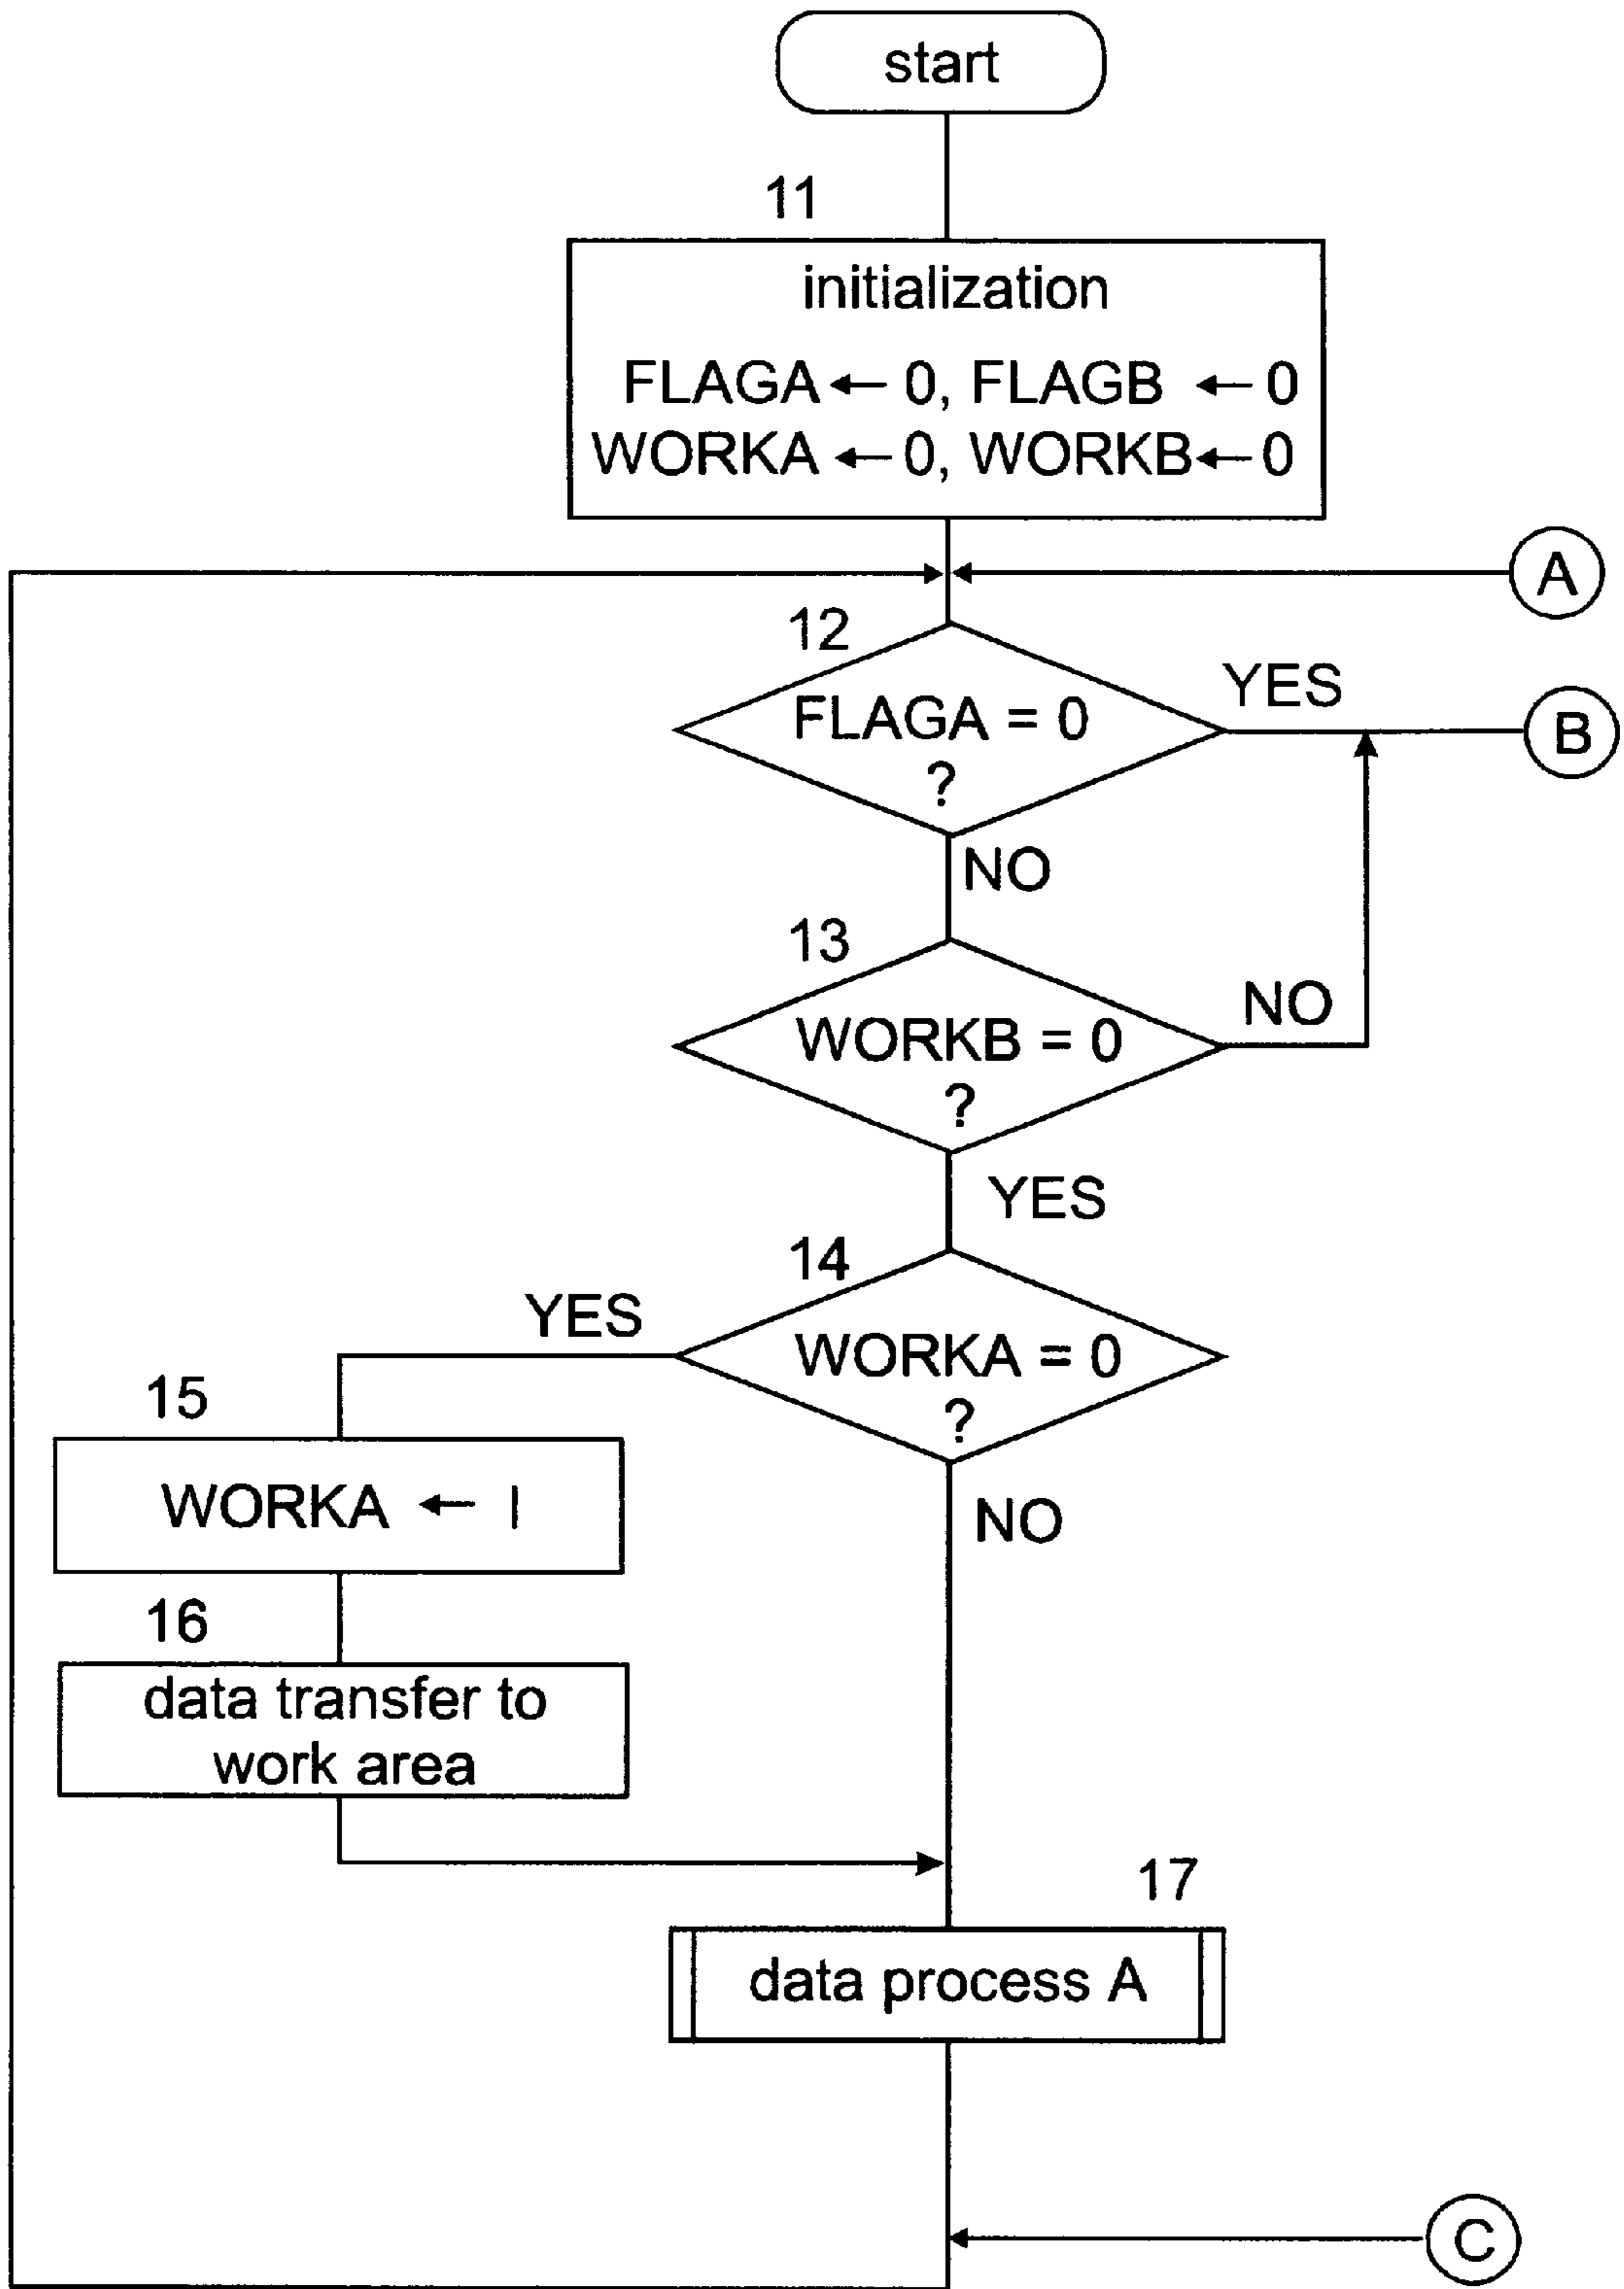 start
11
initialization
FLAGA ← 0, FLAGB ← 0
WORKA ← 0, WORKB ← 0
A
12
YES
FLAGA = 0
?
B
NO
13
NO
WORKB = 0
?
YES
14
YES
WORKA = 0
?
15
WORKA ← I
NO
16
data transfer to
work area
17
data process A
C